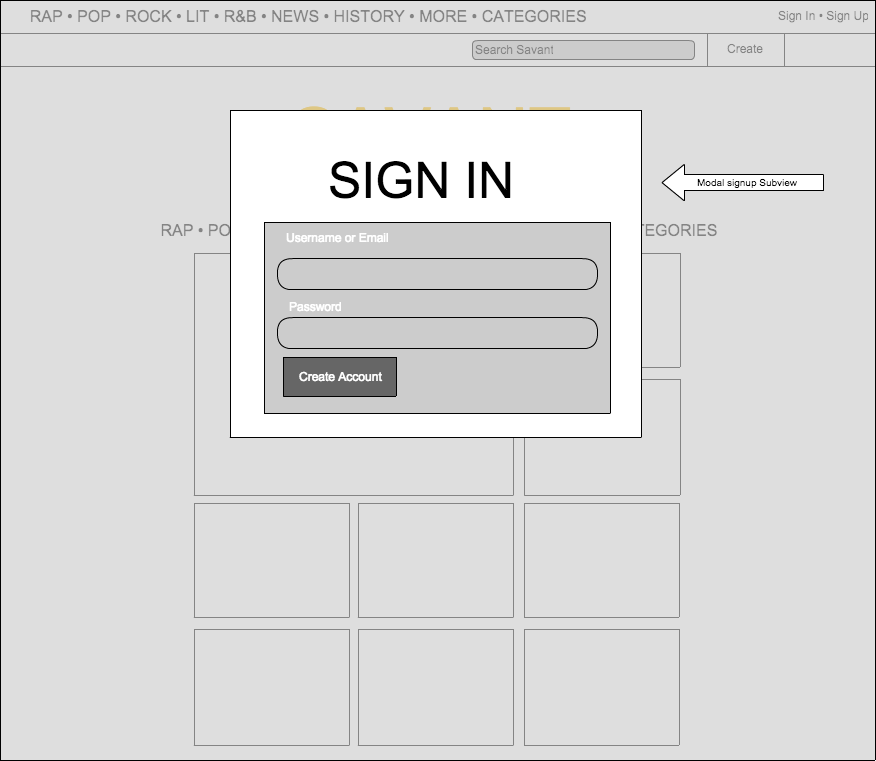 RAP • POP • ROCK • LIT • R&B • NEWS • HISTORY • MORE • CATEGORIES
Sign In • Sign Up
Search Savant
Create
SIGN IN
Modal signup Subview
RAP • PO
TEGORIES
Username or Email
Password
Create Account